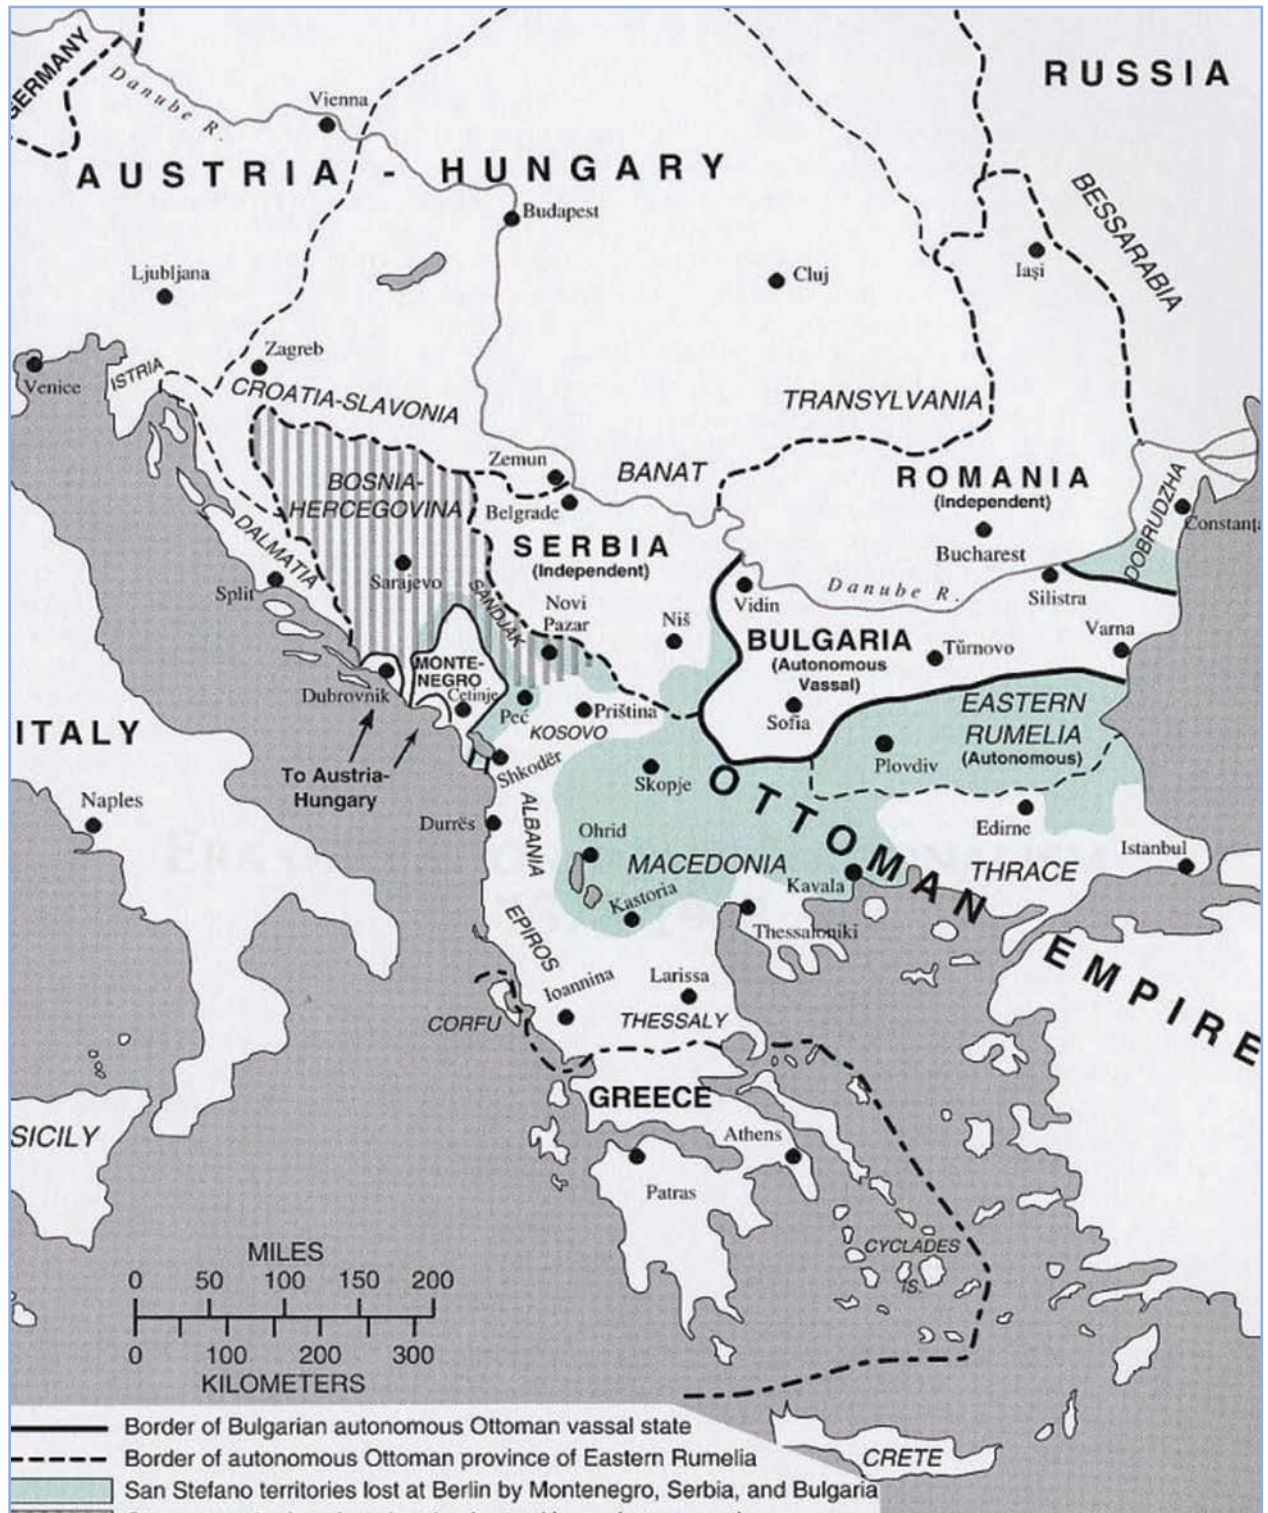 GERMANY
Danube R.
Vienna
RUSSIA
AUSTRIA - HUNGARY
BESSARABIA
Budapest
Iaşi
Ljubljana
Cluj
Zagreb
Venice
ISTRIA
CROATIA-SLAVONIA
TRANSYLVANIA
Zemun
BANAT
ROMANIA
(Independent)
BOSNIA-
HERCEGOVINA
Belgrade
DOBRUDZHA
Constanța
DALMATIA
SERBIA
(Independent)
Bucharest
Sarajevo
SANDJAK
Split
Novi
Pazar
Niš
Vidin
Danube R.
Silistra
BULGARIA
(Autonomous
Vassal)
Tŭrnovo
Varna
MONTE-
NEGRO
Cetinje
Dubrovnik
Peć
Priština
KOSOVO
Sofia
EASTERN
RUMELIA
(Autonomous)
ITALY
Plovdiv
To Austria-
Hungary
Shkodër
Skopje
OTTOMAN EMPIRE
Naples
Durrës
ALBANIA
Ohrid
Edirne
Istanbul
MACEDONIA
THRACE
Kavala
Kastoria
Thessaloniki
EPIROS
Ioannina
Larissa
CORFU
THESSALY
GREECE
SICILY
Athens
Patras
CYCLADES
IS.
MILES
0 50 100 150 200
0 100 200 300
KILOMETERS
CRETE
Border of Bulgarian autonomous Ottoman vassal state
Border of autonomous Ottoman province of Eastern Rumelia
San Stefano territories lost at Berlin by Montenegro, Serbia, and Bulgaria